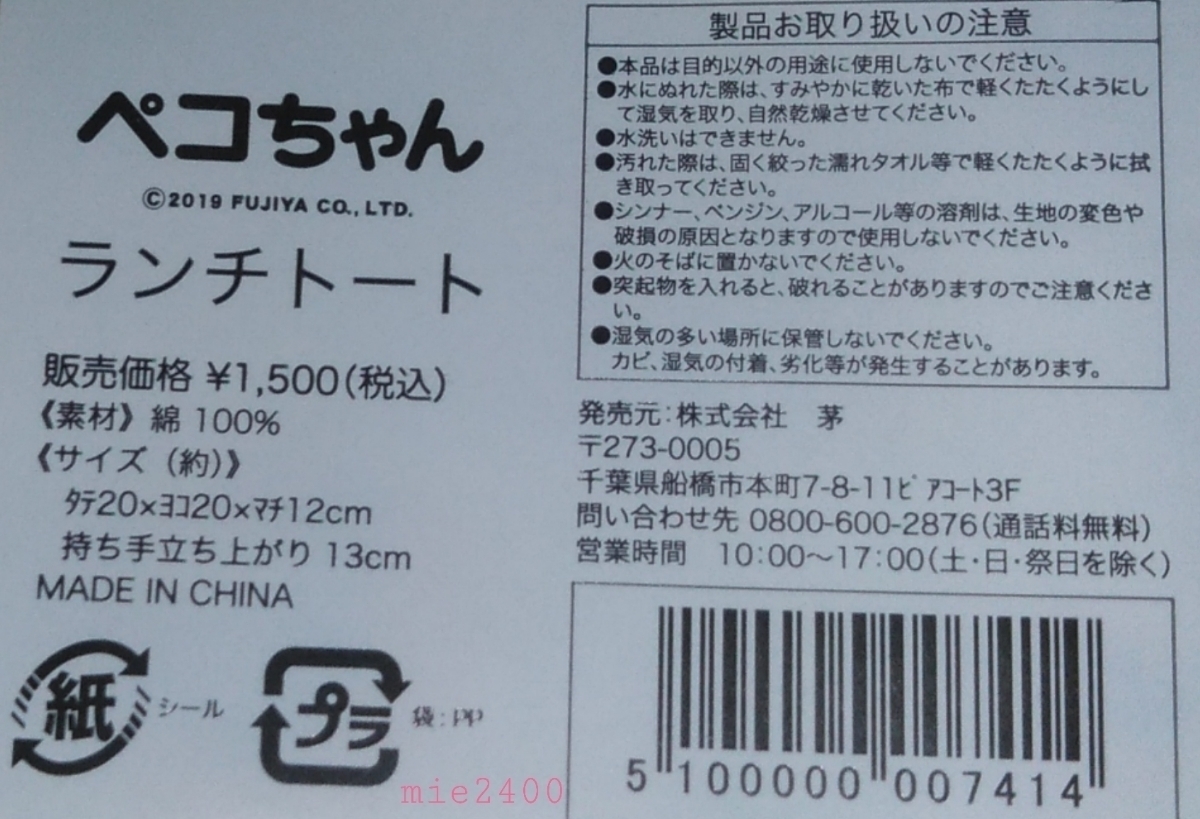 ペコちゃん
©2019 FUJIYA CO., LTD.
ランチトート
販売価格 ¥1,500(税込)
《素材》綿 100%
《サイズ（約）》
ﾀﾃ20×ﾖｺ20×ﾏﾁ12cm
持ち手立ち上がり 13cm
MADE IN CHINA
紙 シール
プラ 袋:PP
製品お取り扱いの注意
●本品は目的以外の用途に使用しないでください。
●水にぬれた際は、すみやかに乾いた布で軽くたたくようにし
て湿気を取り、自然乾燥させてください。
●水洗いはできません。
●汚れた際は、固く絞った濡れタオル等で軽くたたくように拭
き取ってください。
●シンナー、ベンジン、アルコール等の溶剤は、生地の変色や
破損の原因となりますので使用しないでください。
●火のそばに置かないでください。
●突起物を入れると、破れることがありますのでご注意くださ
い。
●湿気の多い場所に保管しないでください。
カビ、湿気の付着、劣化等が発生することがあります。
発売元:株式会社　茅
〒273-0005
千葉県船橋市本町7-8-11ﾋﾟｱｺｰﾄ3F
問い合わせ先 0800-600-2876(通話料無料)
営業時間　10:00～17:00(土・日・祭日を除く)
5 100000 007414
mie2400